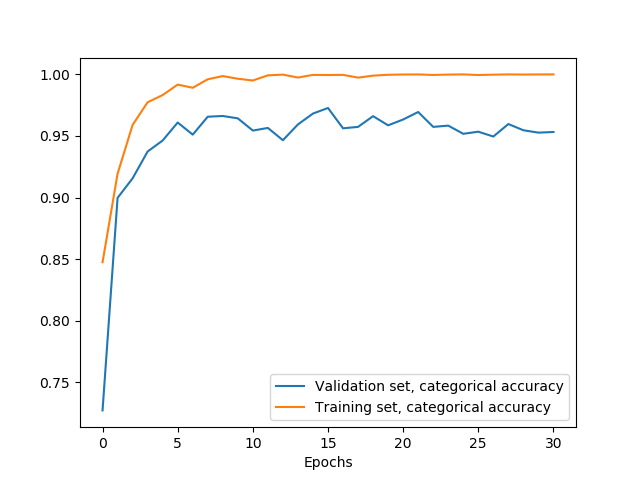 1.00
0.95
0.90
0.85
0.80
0.75
Validation set, categorical accuracy
Training set, categorical accuracy
0 5 10 15 20 25 30
Epochs